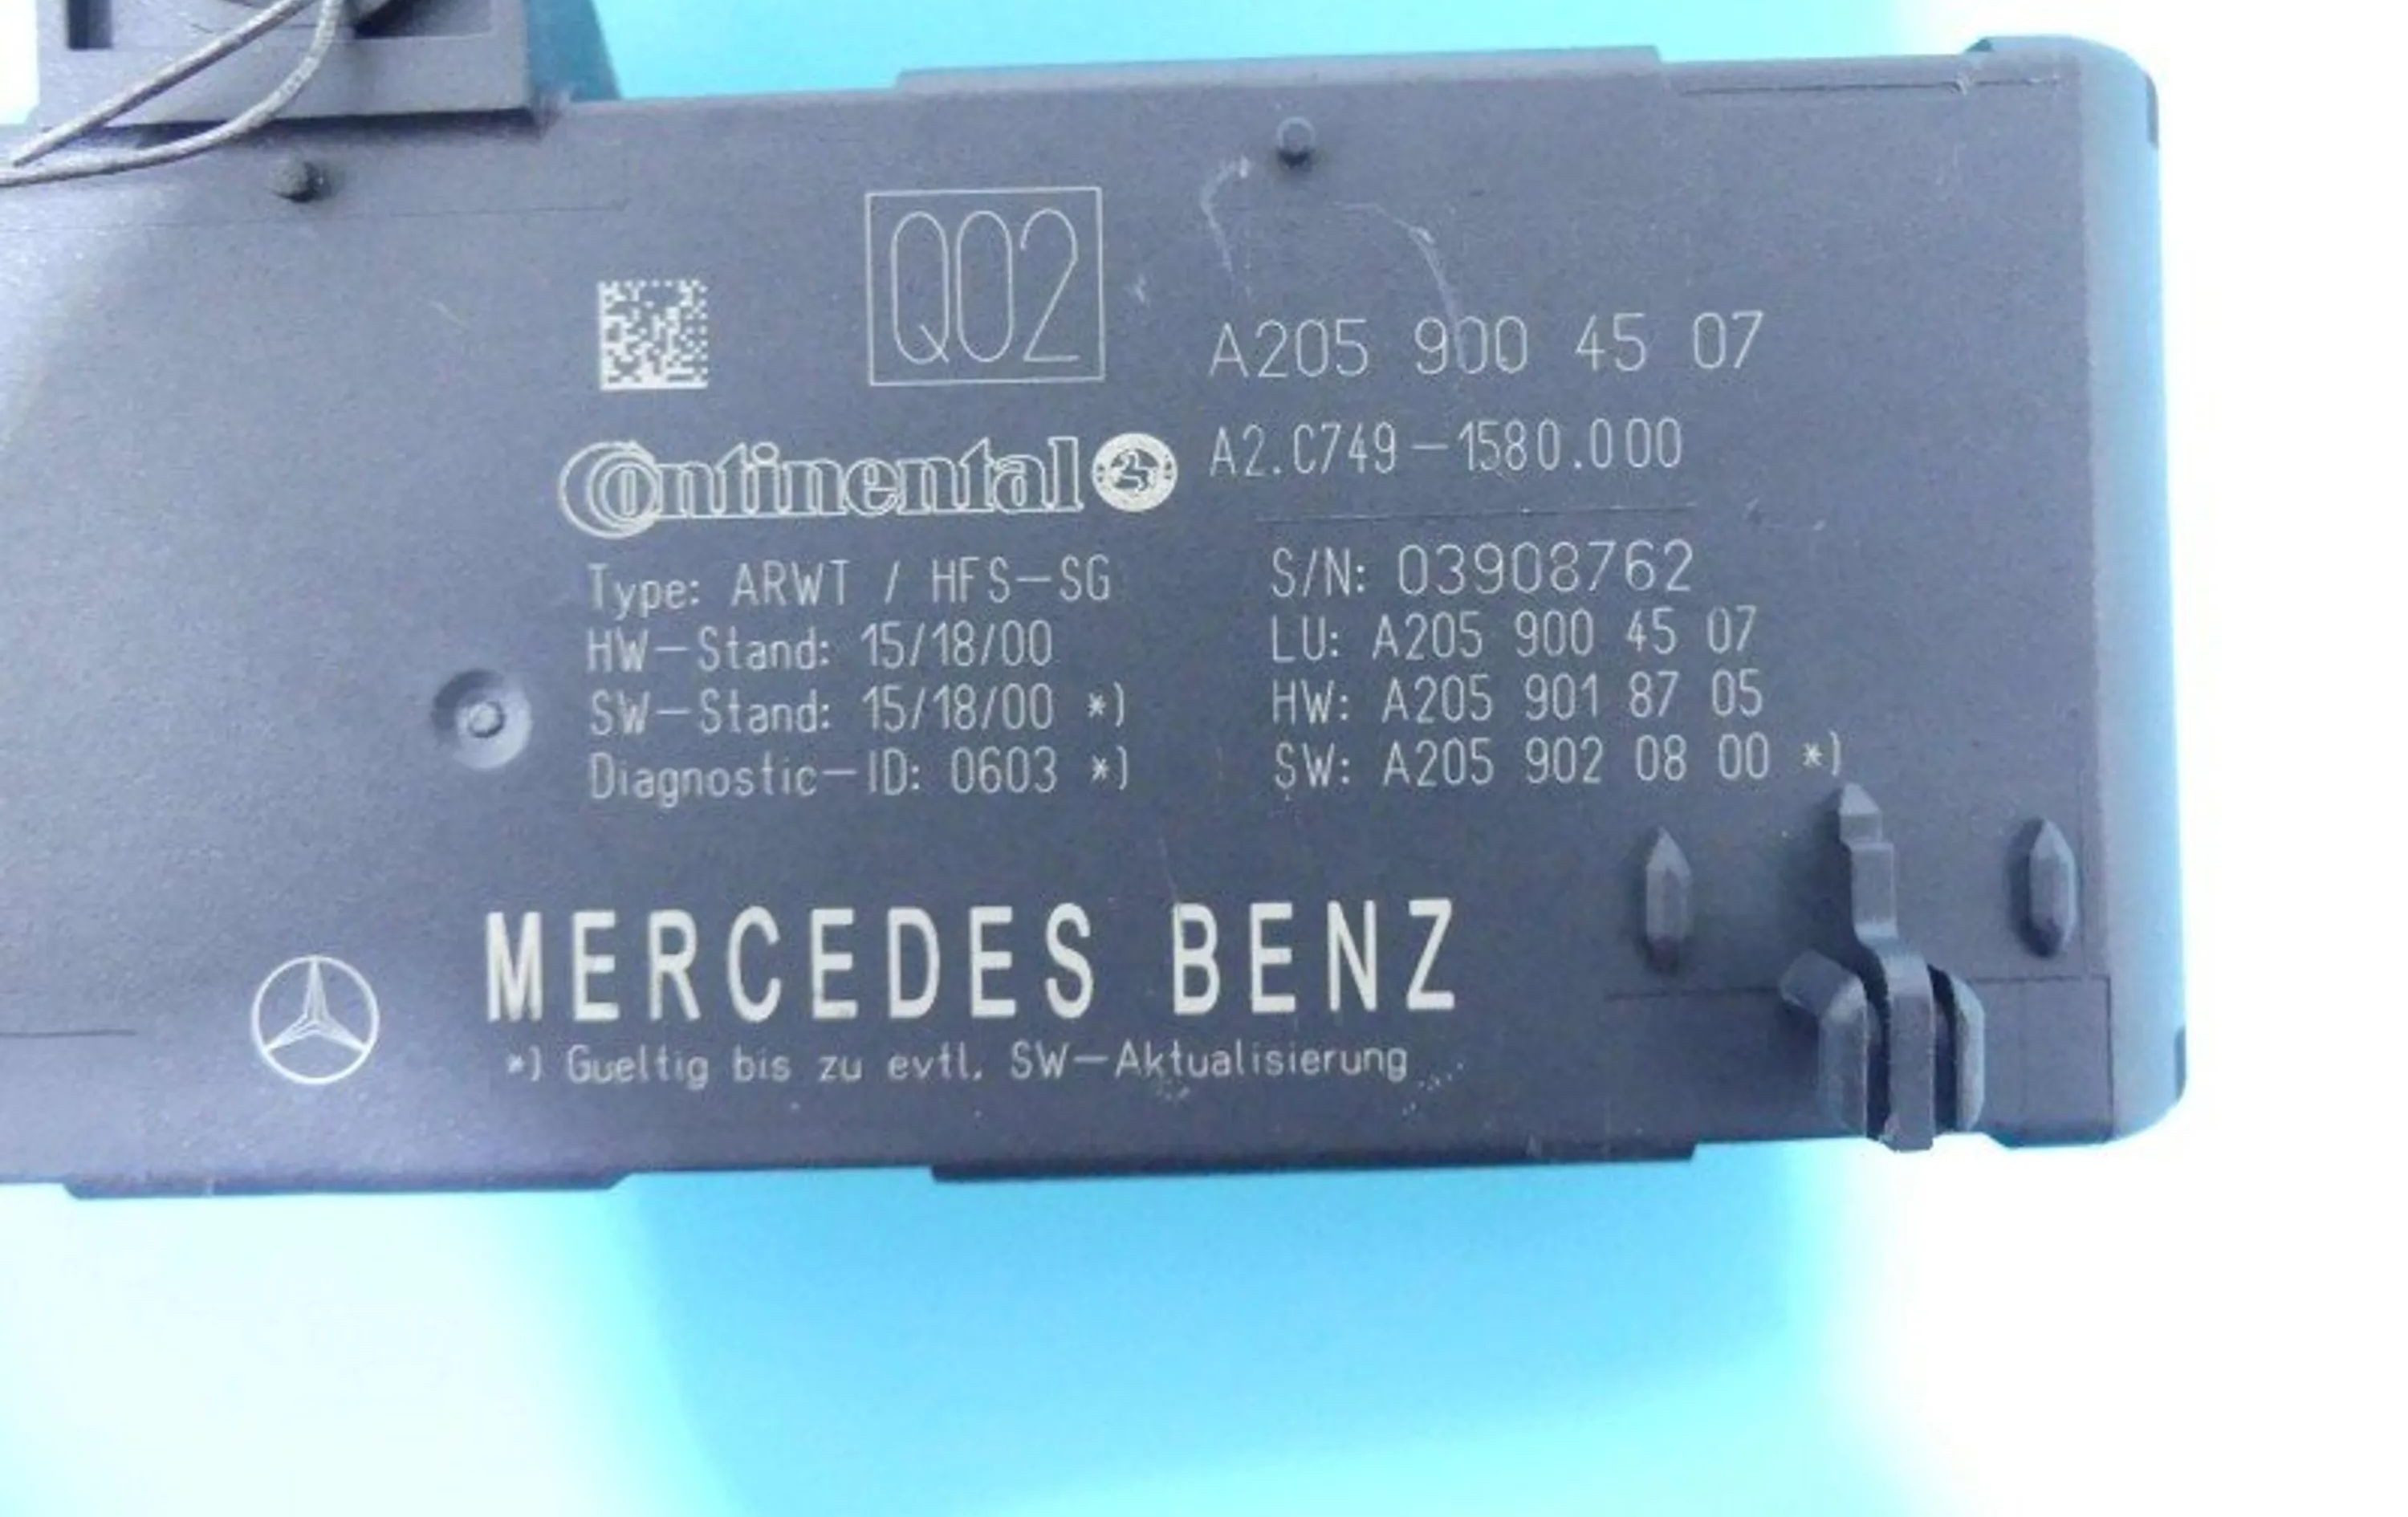 Q02
A205 900 45 07
Continental
A2.C749-1580.000
Type: ARWT / HFS-SG
HW-Stand: 15/18/00
SW-Stand: 15/18/00 *)
Diagnostic-ID: 0603 *)
S/N: 03908762
LU: A205 900 45 07
HW: A205 901 87 05
SW: A205 902 08 00 *)
MERCEDES BENZ
*) Gueltig bis zu evtl. SW-Aktualisierung